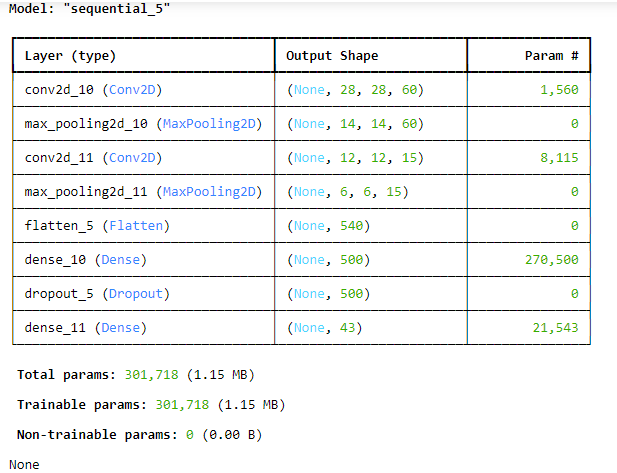 Model: "sequential_5"
Layer (type) Output Shape Param #
conv2d_10 (Conv2D) (None, 28, 28, 60) 1,560
max_pooling2d_10 (MaxPooling2D) (None, 14, 14, 60) 0
conv2d_11 (Conv2D) (None, 12, 12, 15) 8,115
max_pooling2d_11 (MaxPooling2D) (None, 6, 6, 15) 0
flatten_5 (Flatten) (None, 540) 0
dense_10 (Dense) (None, 500) 270,500
dropout_5 (Dropout) (None, 500) 0
dense_11 (Dense) (None, 43) 21,543
Total params: 301,718 (1.15 MB)
Trainable params: 301,718 (1.15 MB)
Non-trainable params: 0 (0.00 B)
None